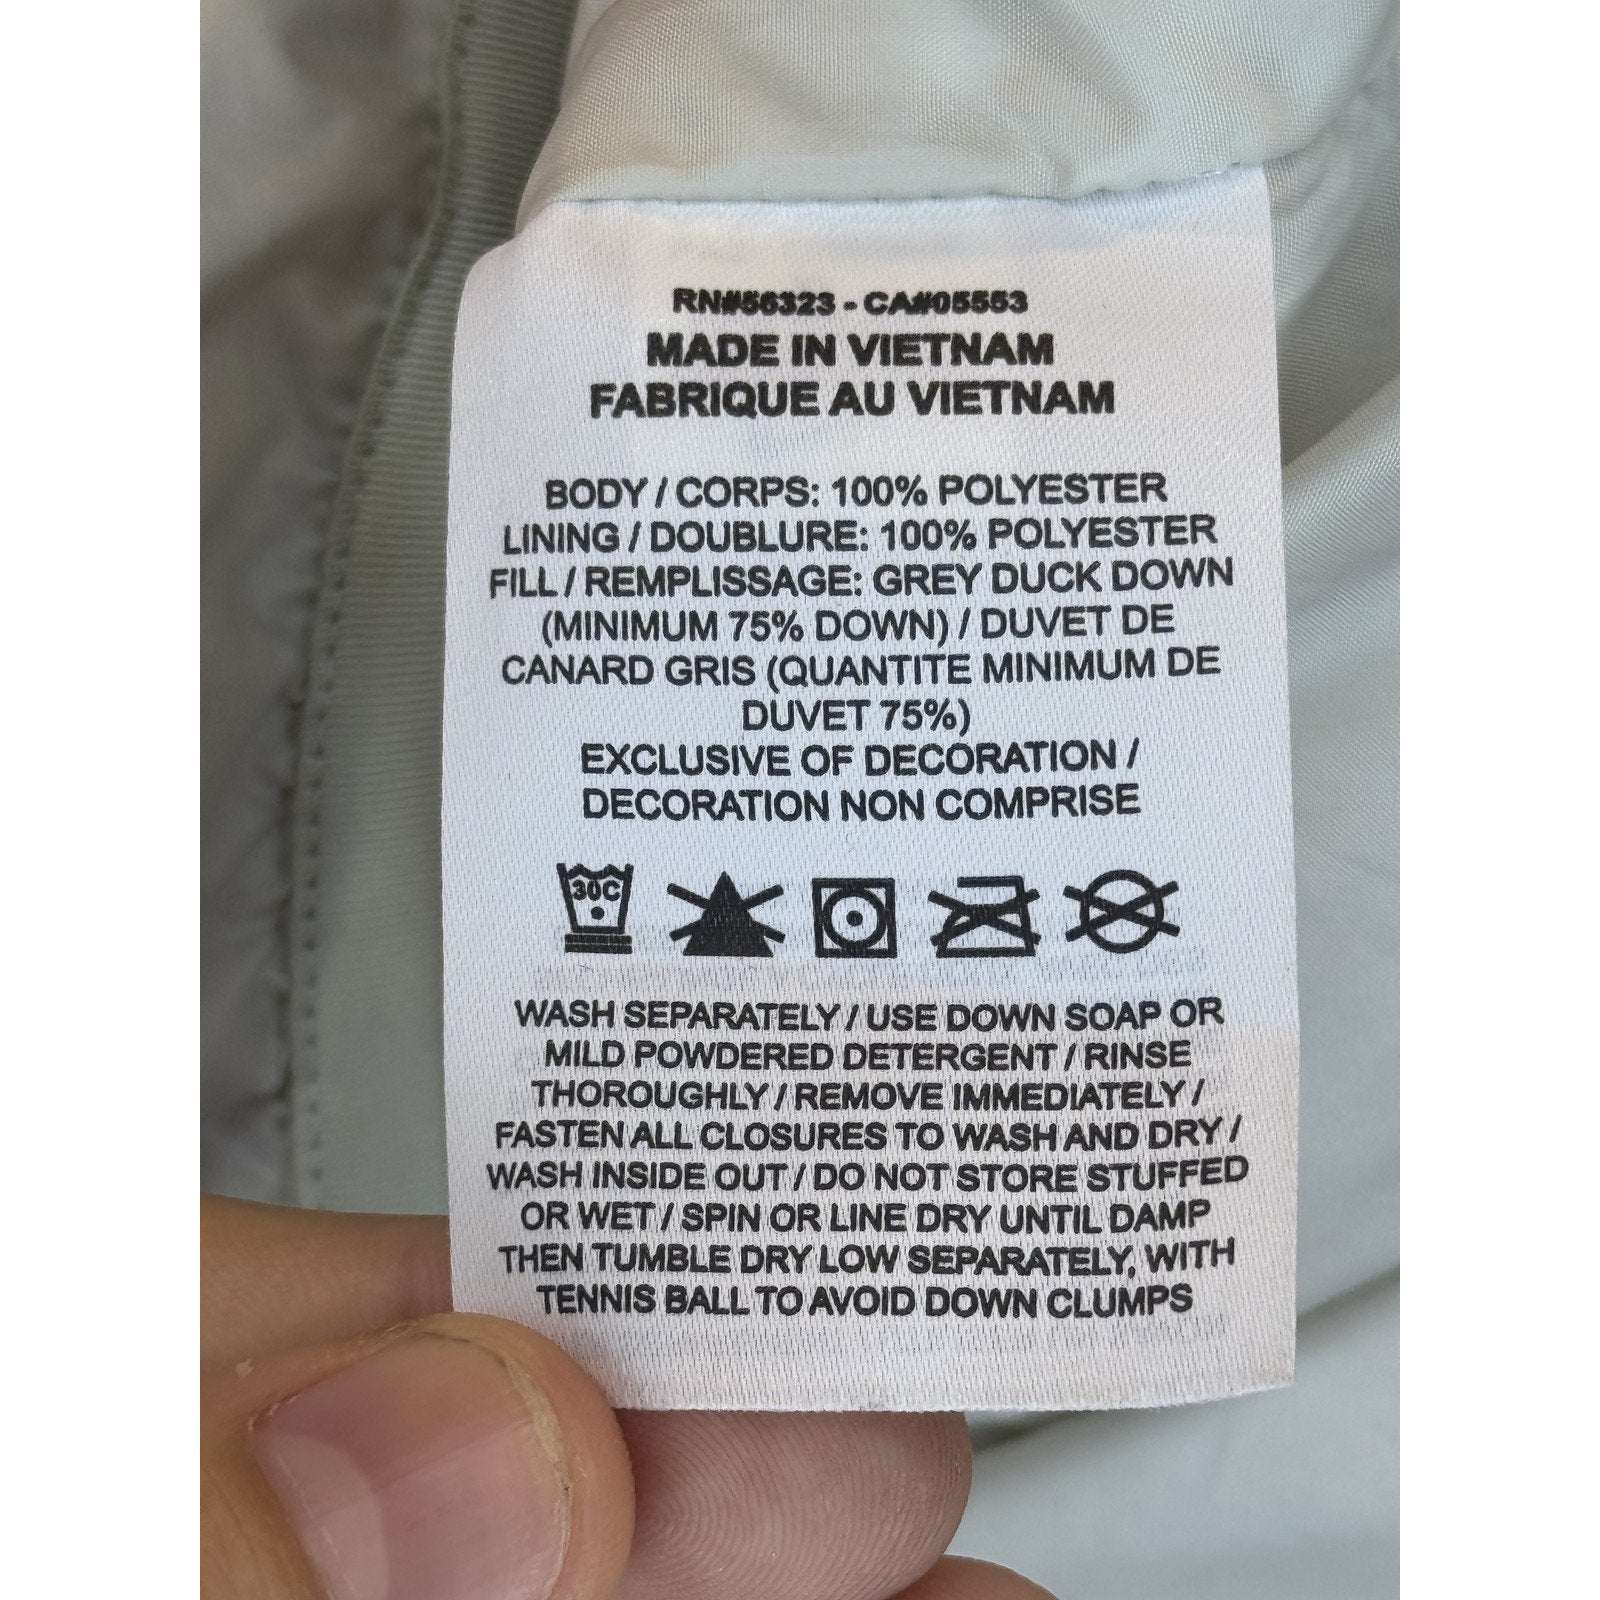 RN#56323 - CA#05553
MADE IN VIETNAM
FABRIQUE AU VIETNAM
BODY / CORPS: 100% POLYESTER
LINING / DOUBLURE: 100% POLYESTER
FILL / REMPLISSAGE: GREY DUCK DOWN
(MINIMUM 75% DOWN) / DUVET DE
CANARD GRIS (QUANTITE MINIMUM DE
DUVET 75%)
EXCLUSIVE OF DECORATION /
DECORATION NON COMPRISE
30C
WASH SEPARATELY / USE DOWN SOAP OR
MILD POWDERED DETERGENT / RINSE
THOROUGHLY / REMOVE IMMEDIATELY /
FASTEN ALL CLOSURES TO WASH AND DRY /
WASH INSIDE OUT / DO NOT STORE STUFFED
OR WET / SPIN OR LINE DRY UNTIL DAMP
THEN TUMBLE DRY LOW SEPARATELY, WITH
TENNIS BALL TO AVOID DOWN CLUMPS